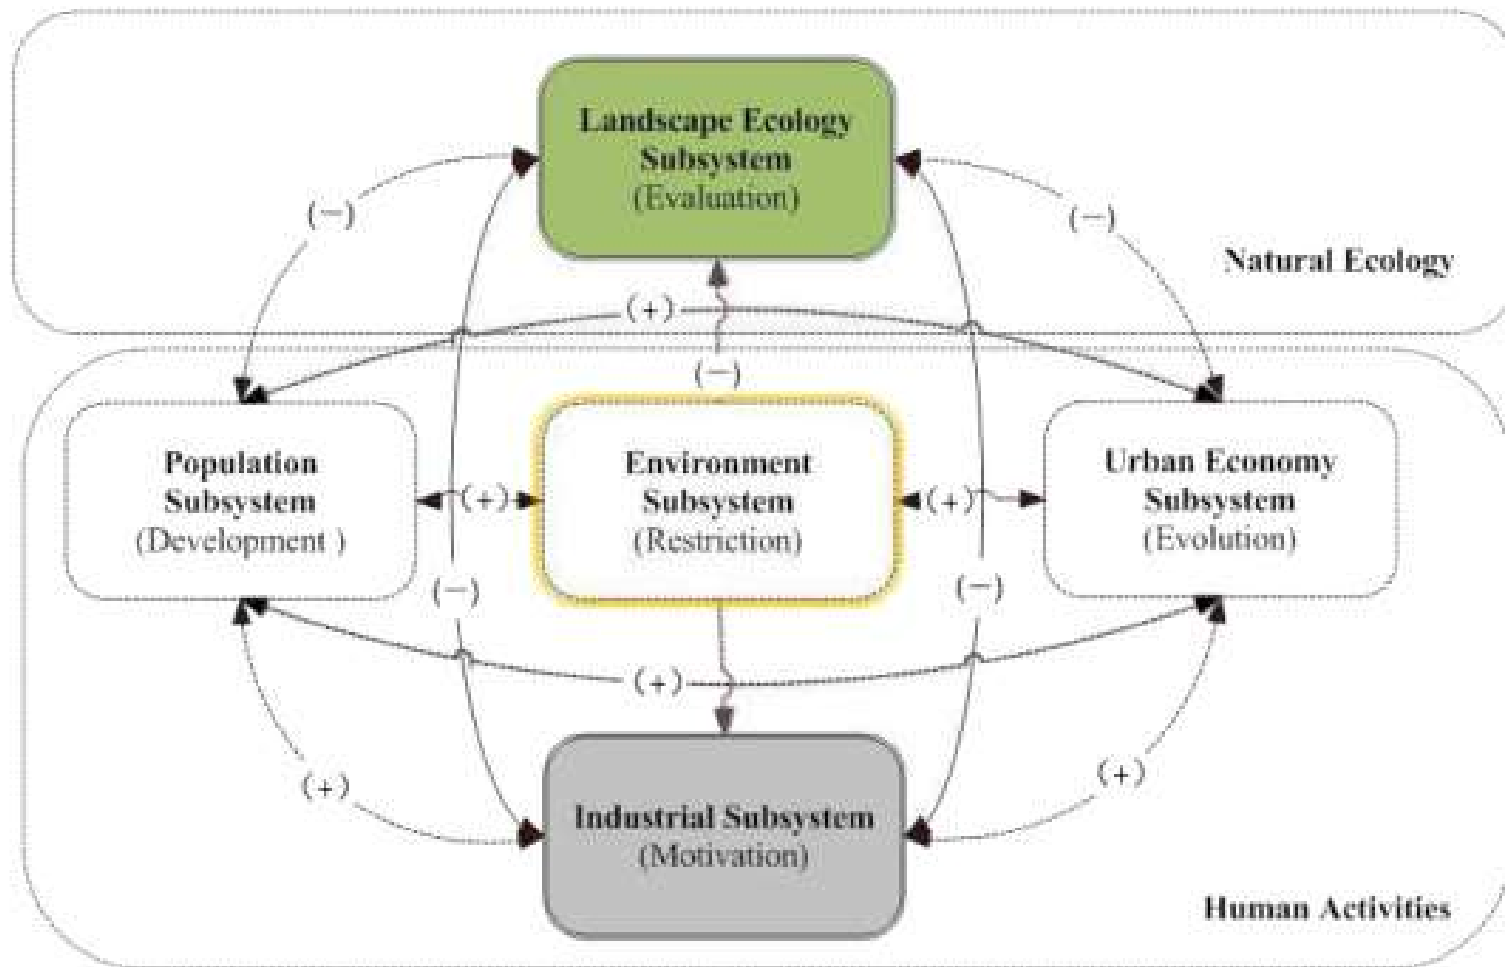 Landscape Ecology
Subsystem
(Evaluation)
(—)
(—)
Natural Ecology
(+)
(—)
Population
Subsystem
(Development )
(+)
Environment
Subsystem
(Restriction)
(+)
Urban Economy
Subsystem
(Evolution)
(—)
(—)
(+)
(+)
(+)
Industrial Subsystem
(Motivation)
Human Activities